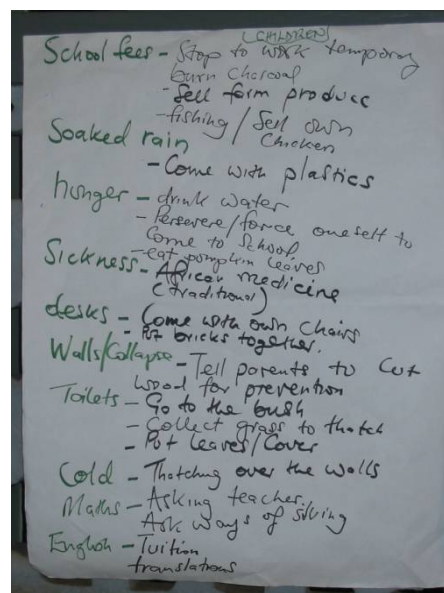 (CHILDREN)
School fees - Stop to work temporary
burn charcoal
- Sell farm produce
- fishing / Sell own
chicken
Soaked rain
- Come with plastics
hunger - drink water
- Persevere/force oneself to
come to school
- eat pumpkin leaves
Sickness - African medicine
(traditional)
desks - Come with own chairs
- Put bricks together.
Walls/Collapse - Tell parents to cut
wood for prevention
Toilets - Go to the bush
- Collect grass to thatch
- Put leaves/Cover
Cold - Thatching over the walls
Maths - Asking teacher.
Ask ways of silving
English - Tuition
translations